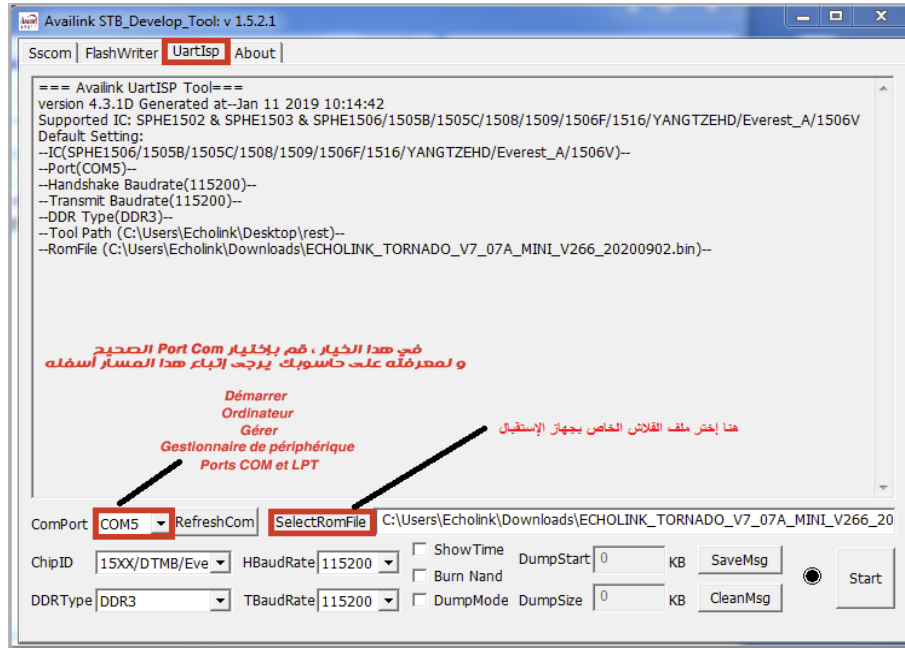 Availink STB_Develop_Tool: v 1.5.2.1
Sscom FlashWriter UartIsp About
=== Availink UartISP Tool===
version 4.3.1D Generated at--Jan 11 2019 10:14:42
Supported IC: SPHE1502 & SPHE1503 & SPHE1506/1505B/1505C/1508/1509/1506F/1516/YANGTZEHD/Everest_A/1506V
Default Setting:
--IC(SPHE1506/1505B/1505C/1508/1509/1506F/1516/YANGTZEHD/Everest_A/1506V)--
--Port(COM5)--
--Handshake Baudrate(115200)--
--Transmit Baudrate(115200)--
--DDR Type(DDR3)--
--Tool Path (C:\Users\Echolink\Desktop\rest)--
--RomFile (C:\Users\Echolink\Downloads\ECHOLINK_TORNADO_V7_07A_MINI_V266_20200902.bin)--
في هدا الخيار ، قم بإختيار Port Com الصحيح
و لمعرفته على حاسوبك يرجى إتباع هدا المسار أسفله
Démarrer
Ordinateur
Gérer
Gestionnaire de périphérique
Ports COM et LPT
هنا إختر ملف الفلاش الخاص بجهاز الإستقبال
ComPort COM5 RefreshCom SelectRomFile C:\Users\Echolink\Downloads\ECHOLINK_TORNADO_V7_07A_MINI_V266_20
ChipID 15XX/DTMB/Eve HBaudRate 115200 ShowTime DumpStart 0 KB SaveMsg
Burn Nand
Start
DDRType DDR3 TBaudRate 115200 DumpMode DumpSize 0 KB CleanMsg